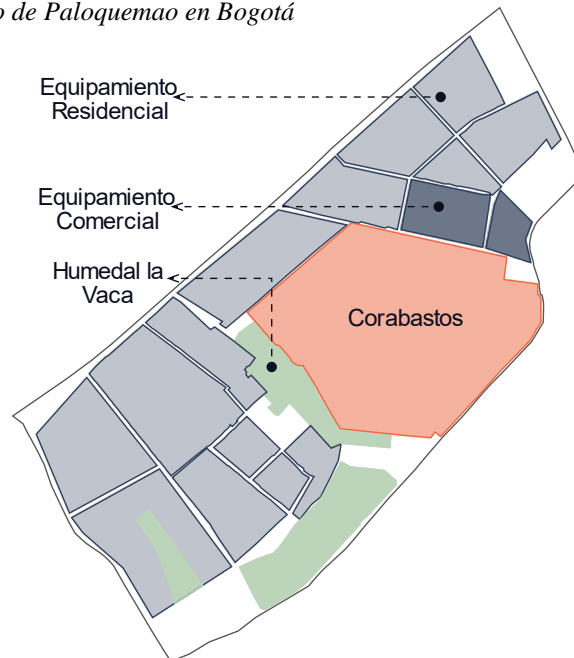 o de Paloquemao en Bogotá
Equipamiento
Residencial
Equipamiento
Comercial
Humedal la
Vaca
Corabastos